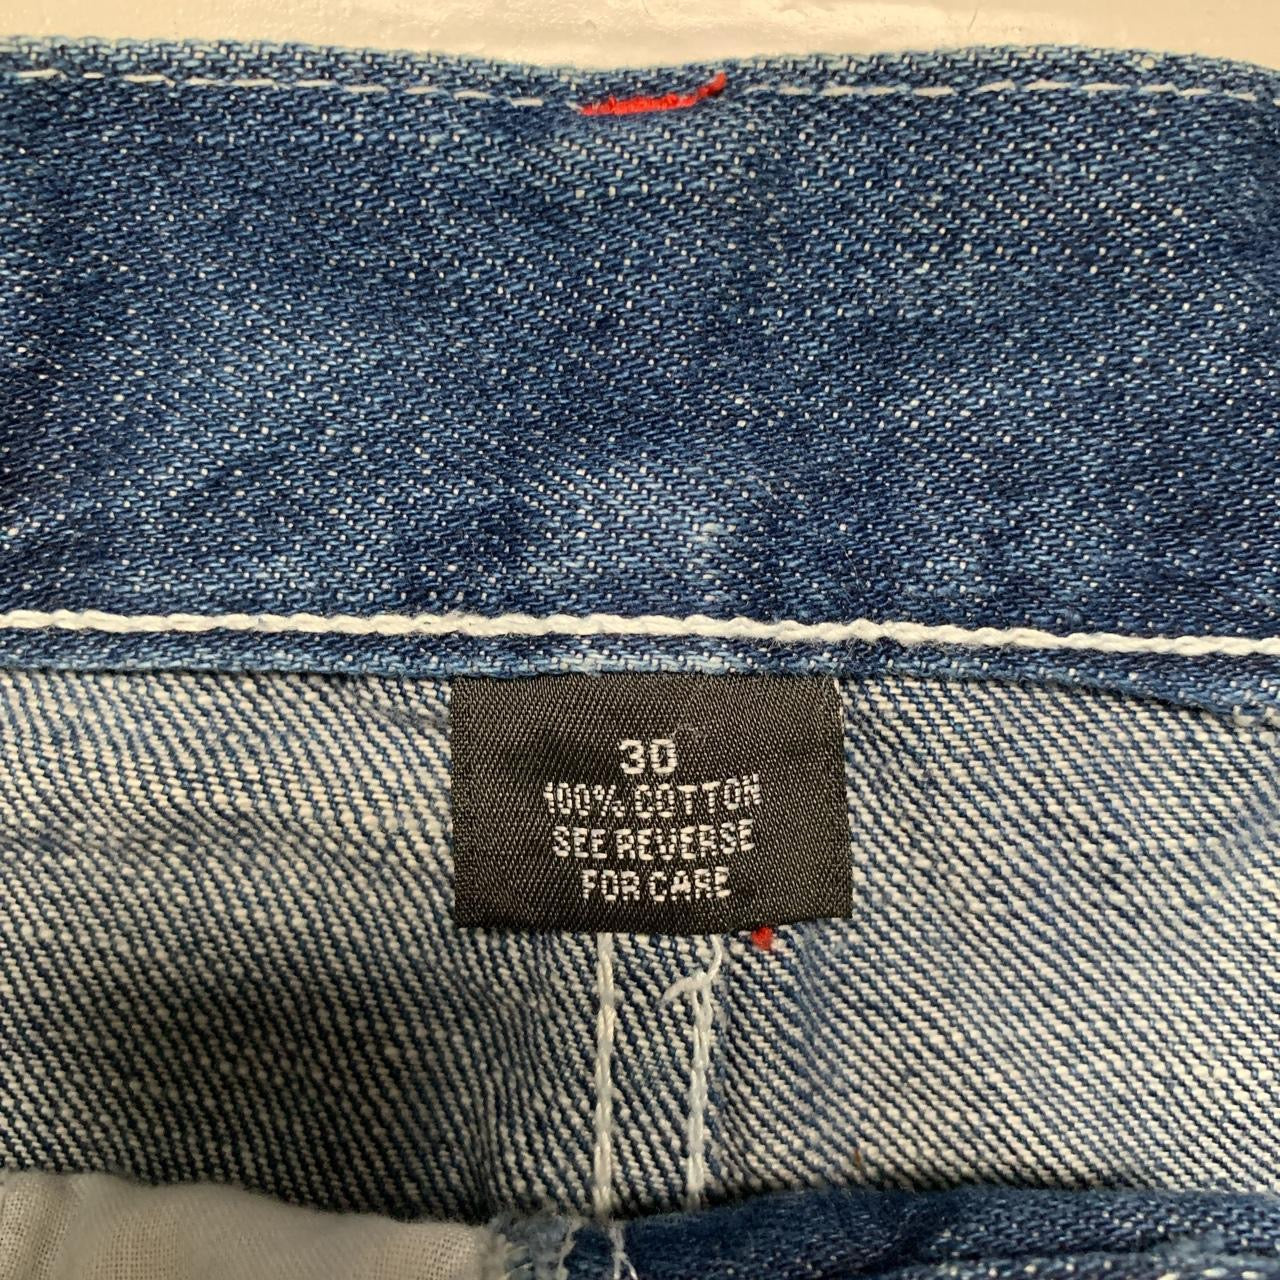 30
100% COTTON
SEE REVERSE
FOR CARE